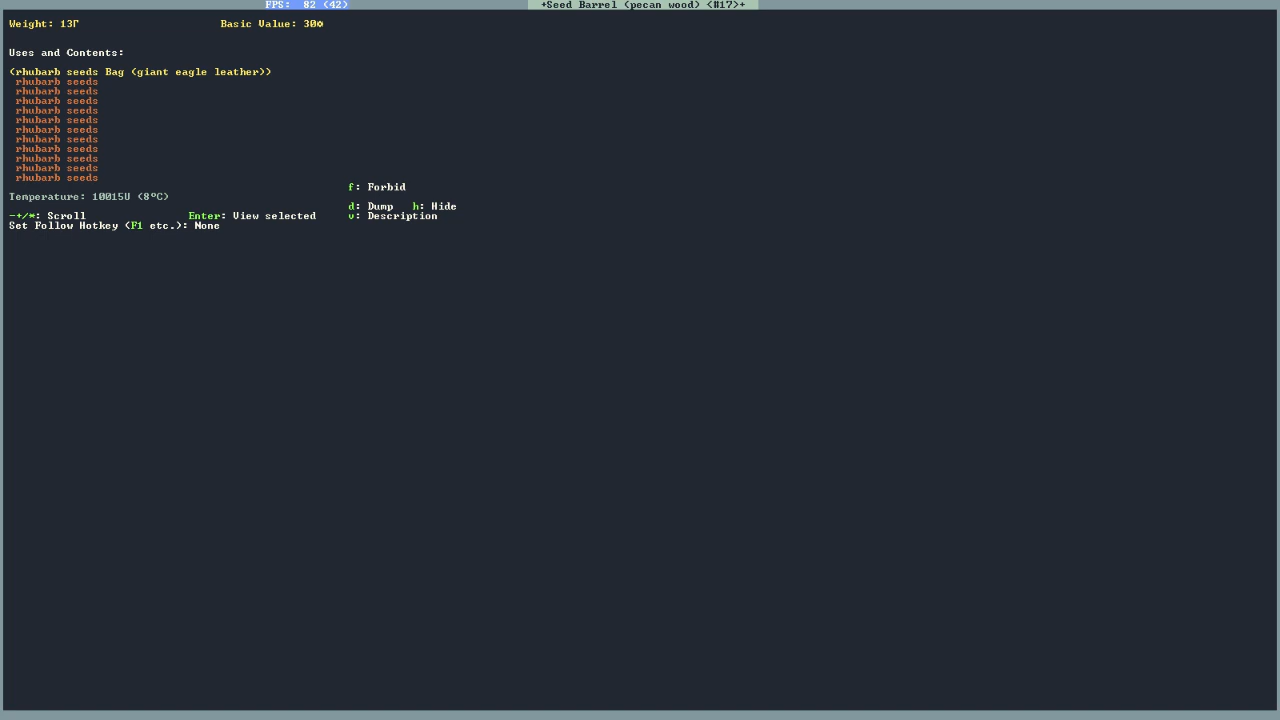 FPS: 82 (42) +Seed Barrel (pecan wood) (#17)+
Weight: 13Γ Basic Value: 30☼
Uses and Contents:
(rhubarb seeds Bag (giant eagle leather))
rhubarb seeds
rhubarb seeds
rhubarb seeds
rhubarb seeds
rhubarb seeds
rhubarb seeds
rhubarb seeds
rhubarb seeds
rhubarb seeds
rhubarb seeds
rhubarb seeds
f: Forbid
Temperature: 10015U (8°C)
d: Dump h: Hide
-+/*: Scroll Enter: View selected v: Description
Set Follow Hotkey (F1 etc.): None